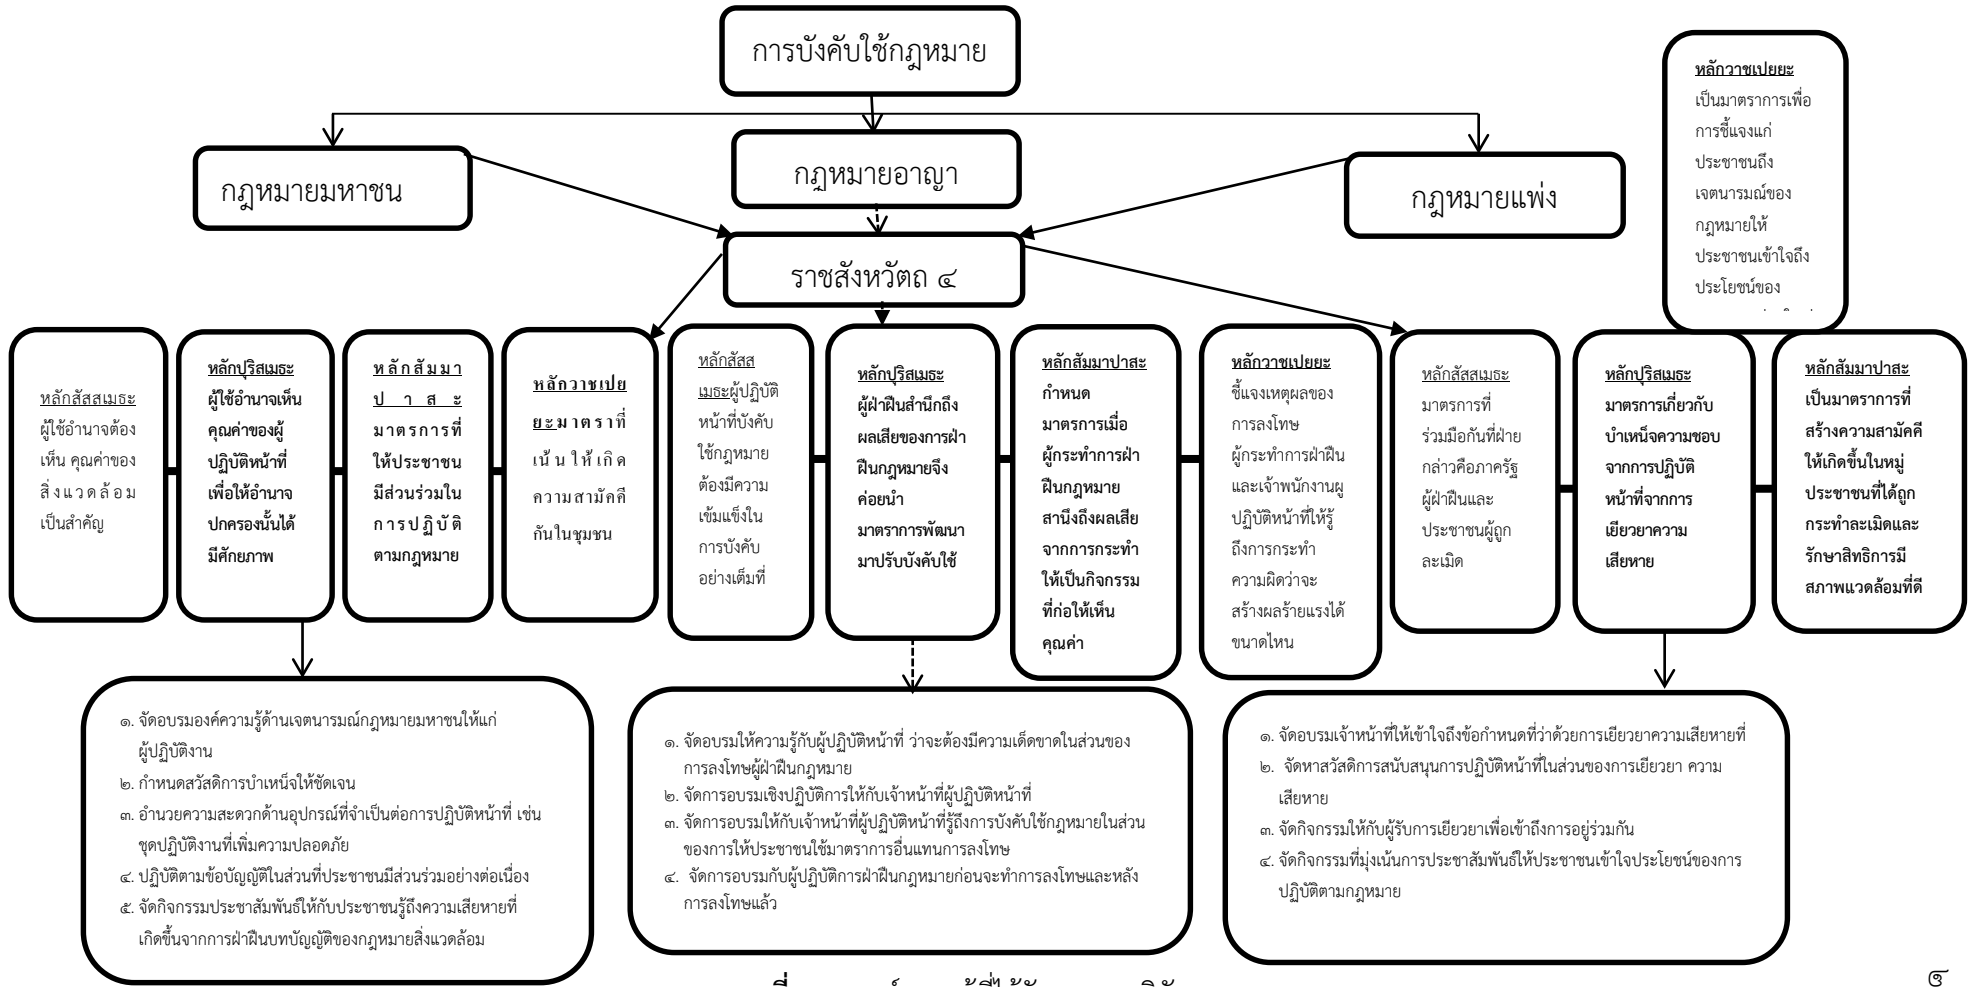 การบังคับใช้กฎหมาย
กฎหมายมหาชน
กฎหมายอาญา
กฎหมายแพ่ง
ราชสังหวัตถ ๔
หลักวาชเปยยะ
เป็นมาตราการเพื่อ
การชี้แจงแก่
ประชาชนถึง
เจตนารมณ์ของ
กฎหมายให้
ประชาชนเข้าใจถึง
ประโยชน์ของ
หลักสัสสเมธะ
ผู้ใช้อำนาจต้อง
เห็น คุณค่าของ
สิ่งแวดล้อม
เป็นสำคัญ
หลักปุริสเมธะ
ผู้ใช้อำนาจเห็น
คุณค่าของผู้
ปฏิบัติหน้าที่
เพื่อให้อำนาจ
ปกครองนั้นได้
มีศักยภาพ
หลักสัมมา
ปาสะ
มาตรการที่
ให้ประชาชน
มีส่วนร่วมใน
การปฏิบัติ
ตามกฎหมาย
หลักวาชเปย
ยะมาตราที่
เน้นให้เกิด
ความสามัคคี
กันในชุมชน
หลักสัสส
เมธะผู้ปฏิบัติ
หน้าที่บังคับ
ใช้กฎหมาย
ต้องมีความ
เข้มแข็งใน
การบังคับ
อย่างเต็มที่
หลักปุริสเมธะ
ผู้ฝ่าฝืนสำนึกถึง
ผลเสียของการฝ่า
ฝืนกฎหมายจึง
ค่อยนำ
มาตราการพัฒนา
มาปรับบังคับใช้
หลักสัมมาปาสะ
กำหนด
มาตรการเมื่อ
ผู้กระทำการฝ่า
ฝืนกฎหมาย
สานึงถึงผลเสีย
จากการกระทำ
ให้เป็นกิจกรรม
ที่ก่อให้เห็น
คุณค่า
หลักวาชเปยยะ
ชี้แจงเหตุผลของ
การลงโทษ
ผู้กระทำการฝ่าฝืน
และเจ้าพนักงานผู
ปฏิบัติหน้าที่ให้รู้
ถึงการกระทำ
ความผิดว่าจะ
สร้างผลร้ายแรงได้
ขนาดไหน
หลักสัสสเมธะ
มาตรการที่
ร่วมมือกันที่ฝ่าย
กล่าวคือภาครัฐ
ผู้ฝ่าฝืนและ
ประชาชนผู้ถูก
ละเมิด
หลักปุริสเมธะ
มาตรการเกี่ยวกับ
บำเหน็จความชอบ
จากการปฏิบัติ
หน้าที่จากการ
เยียวยาความ
เสียหาย
หลักสัมมาปาสะ
เป็นมาตราการที่
สร้างความสามัคคี
ให้เกิดขึ้นในหมู่
ประชาชนที่ได้ถูก
กระทำละเมิดและ
รักษาสิทธิการมี
สภาพแวดล้อมที่ดี
๑. จัดอบรมองค์ความรู้ด้านเจตนารมณ์กฎหมายมหาชนให้แก่
ผู้ปฏิบัติงาน
๒. กำหนดสวัสดิการบำเหน็จให้ชัดเจน
๓. อำนวยความสะดวกด้านอุปกรณ์ที่จำเป็นต่อการปฏิบัติหน้าที่ เช่น
ชุดปฏิบัติงานที่เพิ่มความปลอดภัย
๔. ปฏิบัติตามข้อบัญญัติในส่วนที่ประชาชนมีส่วนร่วมอย่างต่อเนื่อง
๕. จัดกิจกรรมประชาสัมพันธ์ให้กับประชาชนรู้ถึงความเสียหายที่
เกิดขึ้นจากการฝ่าฝืนบทบัญญัติของกฎหมายสิ่งแวดล้อม
๑. จัดอบรมให้ความรู้กับผู้ปฏิบัติหน้าที่ ว่าจะต้องมีความเด็ดขาดในส่วนของ
การลงโทษผู้ฝ่าฝืนกฎหมาย
๒. จัดการอบรมเชิงปฏิบัติการให้กับเจ้าหน้าที่ผู้ปฏิบัติหน้าที่
๓. จัดการอบรมให้กับเจ้าหน้าที่ผู้ปฏิบัติหน้าที่รู้ถึงการบังคับใช้กฎหมายในส่วน
ของการให้ประชาชนใช้มาตราการอื่นแทนการลงโทษ
๔. จัดการอบรมกับผู้ปฏิบัติการฝ่าฝืนกฎหมายก่อนจะทำการลงโทษและหลัง
การลงโทษแล้ว
๑. จัดอบรมเจ้าหน้าที่ให้เข้าใจถึงข้อกำหนดที่ว่าด้วยการเยียวยาความเสียหายที่
๒. จัดหาสวัสดิการสนับสนุนการปฏิบัติหน้าที่ในส่วนของการเยียวยา ความ
เสียหาย
๓. จัดกิจกรรมให้กับผู้รับการเยียวยาเพื่อเข้าถึงการอยู่ร่วมกัน
๔. จัดกิจกรรมที่มุ่งเน้นการประชาสัมพันธ์ให้ประชาชนเข้าใจประโยชน์ของการ
ปฏิบัติตามกฎหมาย